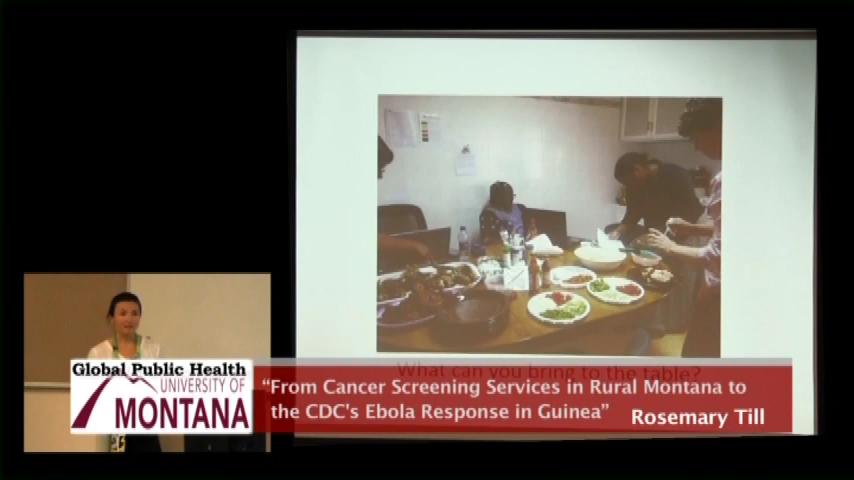 What can you bring to the table?
Global Public Health
UNIVERSITY OF
MONTANA
“From Cancer Screening Services in Rural Montana to
the CDC's Ebola Response in Guinea”
Rosemary Till